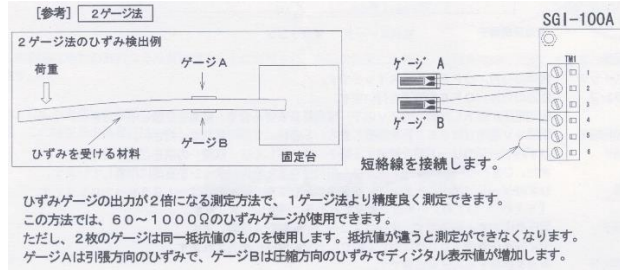 [参考] 2ゲージ法
SGI-100A
2ゲージ法のひずみ検出例
荷重
ゲージA
ゲージB
ひずみを受ける材料
固定台
ゲージ A
ゲージ B
TM1
1
2
3
4
5
6
短絡線を接続します。
ひずみゲージの出力が2倍になる測定方法で、1ゲージ法より精度良く測定できます。
この方法では、60〜1000Ωのひずみゲージが使用できます。
ただし、2枚のゲージは同一抵抗値のものを使用します。抵抗値が違うと測定ができなくなります。
ゲージAは引張方向のひずみで、ゲージBは圧縮方向のひずみでディジタル表示値が増加します。